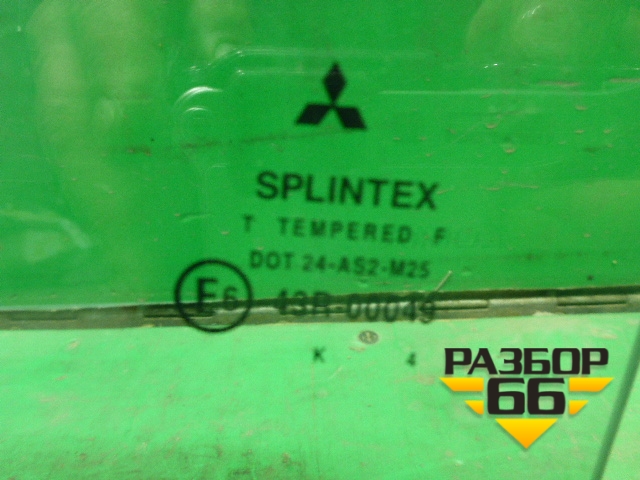 SPLINTEX
T TEMPERED F
DOT 24-AS2-M25
E6 43R-00049
K 4
РАЗБОР
66